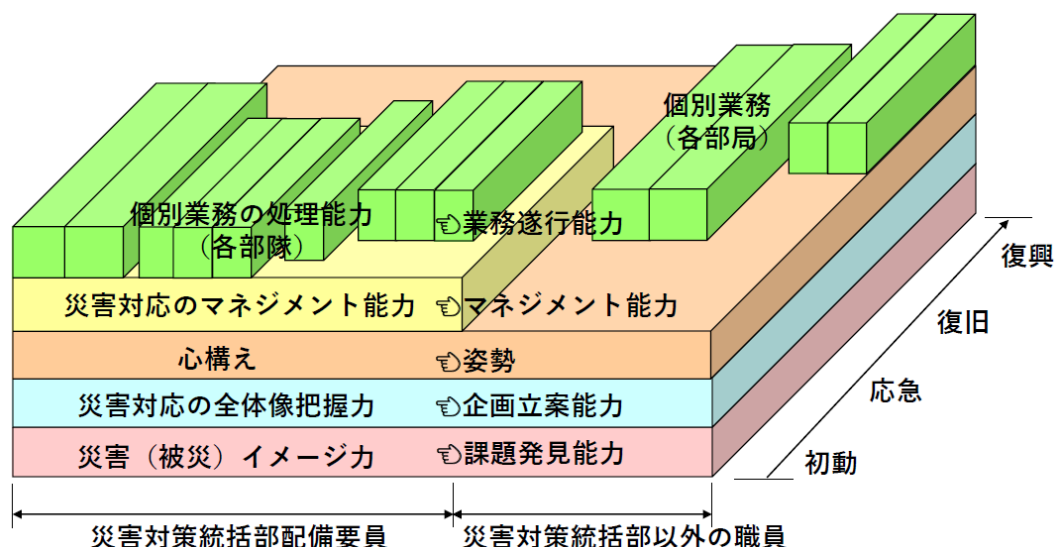 個別業務
（各部局）
個別業務の処理能力
（各部隊）
☜業務遂行能力
災害対応のマネジメント能力
☜マネジメント能力
心構え
☜姿勢
災害対応の全体像把握力
☜企画立案能力
災害（被災）イメージ力
☜課題発見能力
復興
復旧
応急
初動
災害対策統括部配備要員
災害対策統括部以外の職員